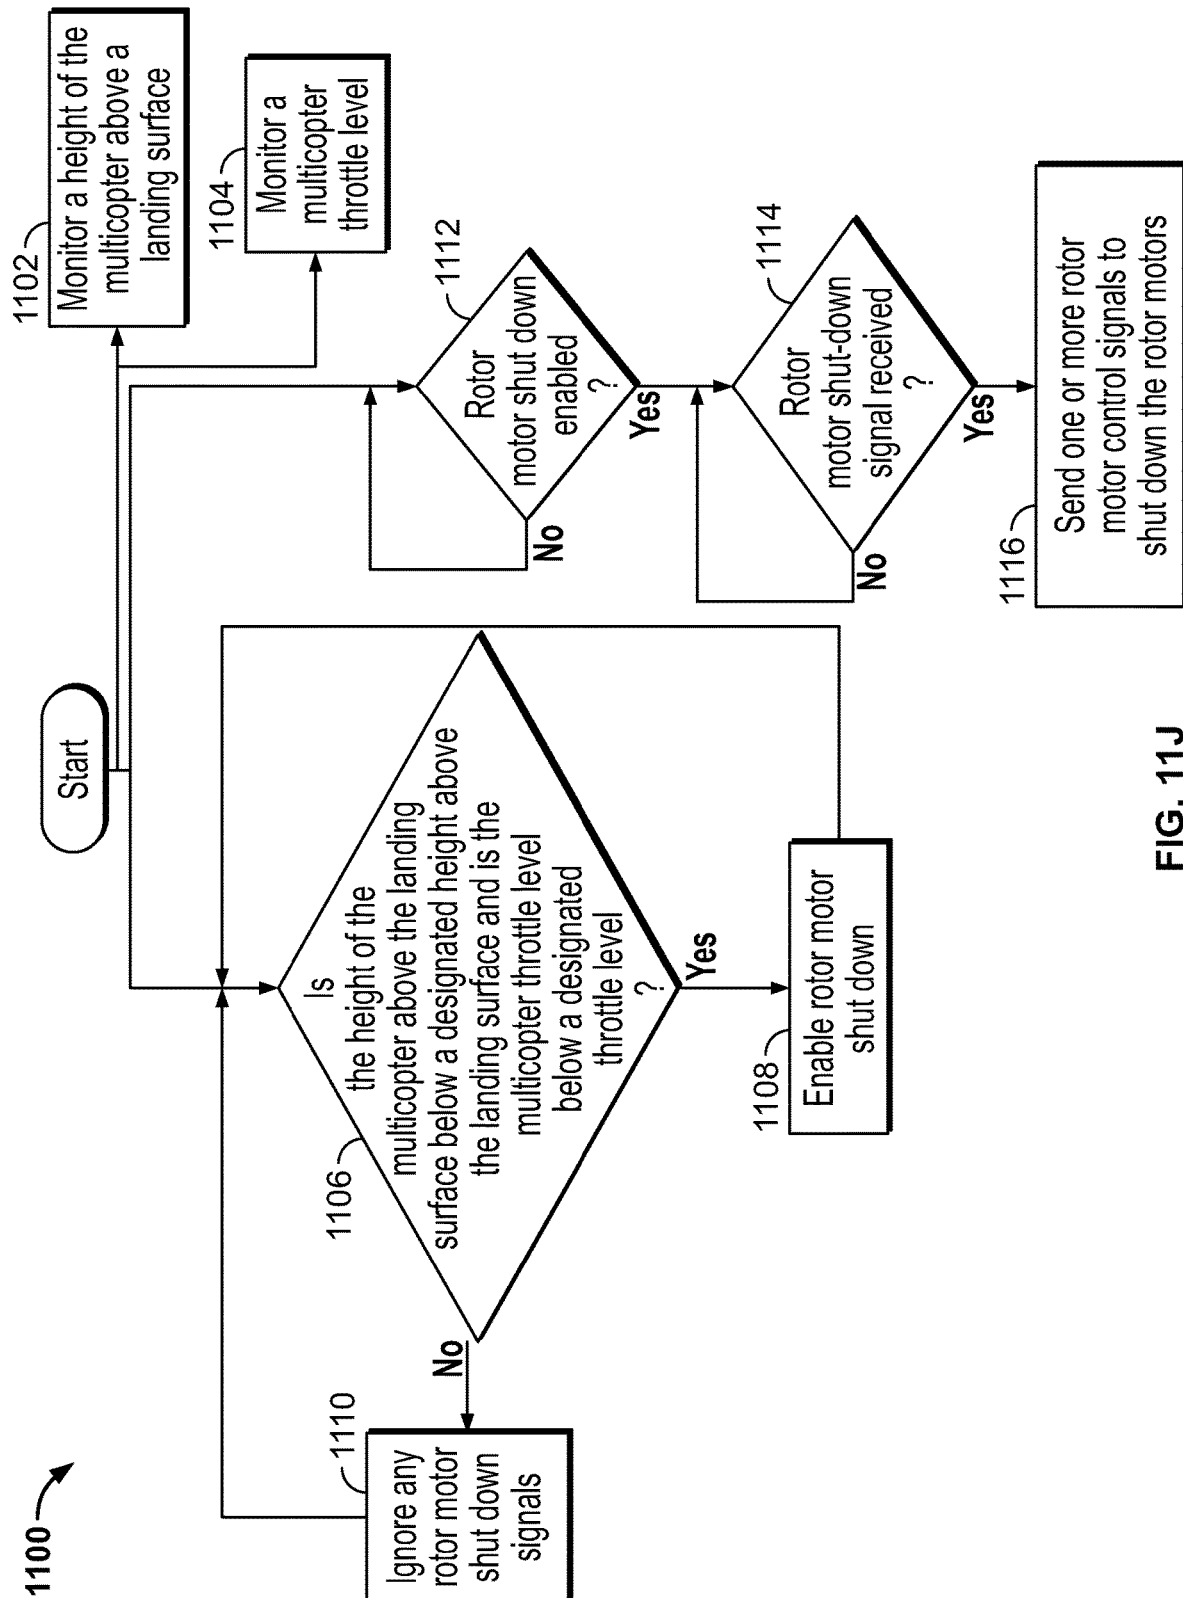 1100
Start
1102
Monitor a height of the
multicopter above a
landing surface
1104
Monitor a
multicopter
throttle level
1106
Is
the height of the
multicopter above the landing
surface below a designated height above
the landing surface and is the
multicopter throttle level
below a designated
throttle level
?
No
Yes
1110
Ignore any
rotor motor
shut down
signals
1108
Enable rotor motor
shut down
1112
Rotor
motor shut down
enabled
?
No
Yes
1114
Rotor
motor shut-down
signal received
?
No
Yes
1116
Send one or more rotor
motor control signals to
shut down the rotor motors
FIG. 11J